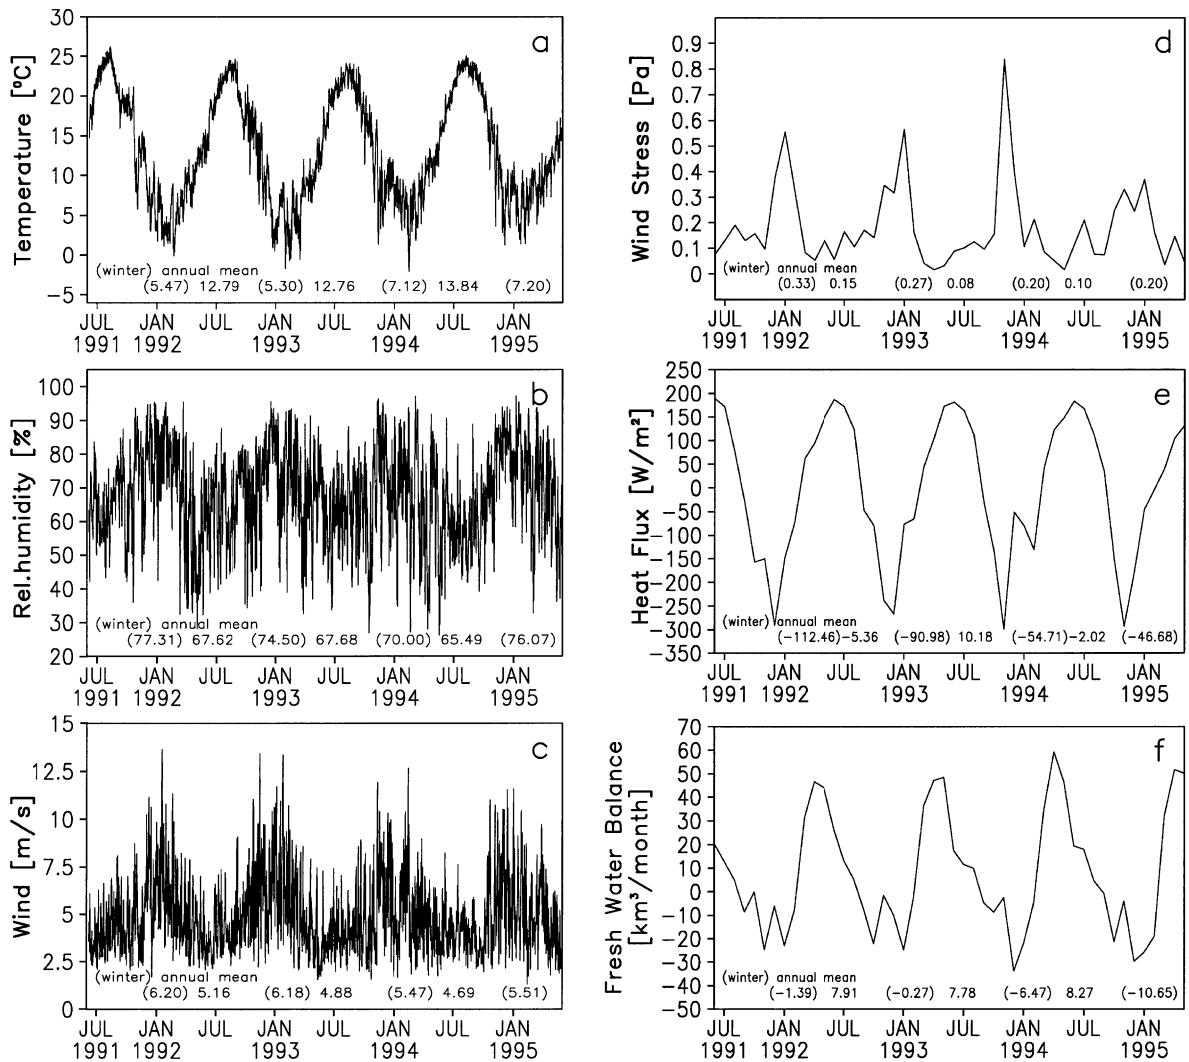 a
Temperature [ºC]
30
25
20
15
10
5
0
−5
(winter) annual mean
(5.47) 12.79 (5.30) 12.76 (7.12) 13.84 (7.20)
JUL JAN JUL JAN JUL JAN JUL JAN
1991 1992 1993 1994 1995
b
Rel.humidity [%]
100
90
80
70
60
50
40
30
20
(winter) annual mean
(77.31) 67.62 (74.50) 67.68 (70.00) 65.49 (76.07)
JUL JAN JUL JAN JUL JAN JUL JAN
1991 1992 1993 1994 1995
c
Wind [m/s]
15
12.5
10
7.5
5
2.5
0
(winter) annual mean
(6.20) 5.16 (6.18) 4.88 (5.47) 4.69 (5.51)
JUL JAN JUL JAN JUL JAN JUL JAN
1991 1992 1993 1994 1995
d
Wind Stress [Pa]
0.9
0.8
0.7
0.6
0.5
0.4
0.3
0.2
0.1
0
(winter) annual mean
(0.33) 0.15 (0.27) 0.08 (0.20) 0.10 (0.20)
JUL JAN JUL JAN JUL JAN JUL JAN
1991 1992 1993 1994 1995
e
Heat Flux [W/m²]
250
200
150
100
50
0
−50
−100
−150
−200
−250
−300
−350
(winter) annual mean
(−112.46) −5.36 (−90.98) 10.18 (−54.71) −2.02 (−46.68)
JUL JAN JUL JAN JUL JAN JUL JAN
1991 1992 1993 1994 1995
f
Fresh Water Balance
[km³/month]
70
60
50
40
30
20
10
0
−10
−20
−30
−40
−50
(winter) annual mean
(−1.39) 7.91 (−0.27) 7.78 (−6.47) 8.27 (−10.65)
JUL JAN JUL JAN JUL JAN JUL JAN
1991 1992 1993 1994 1995